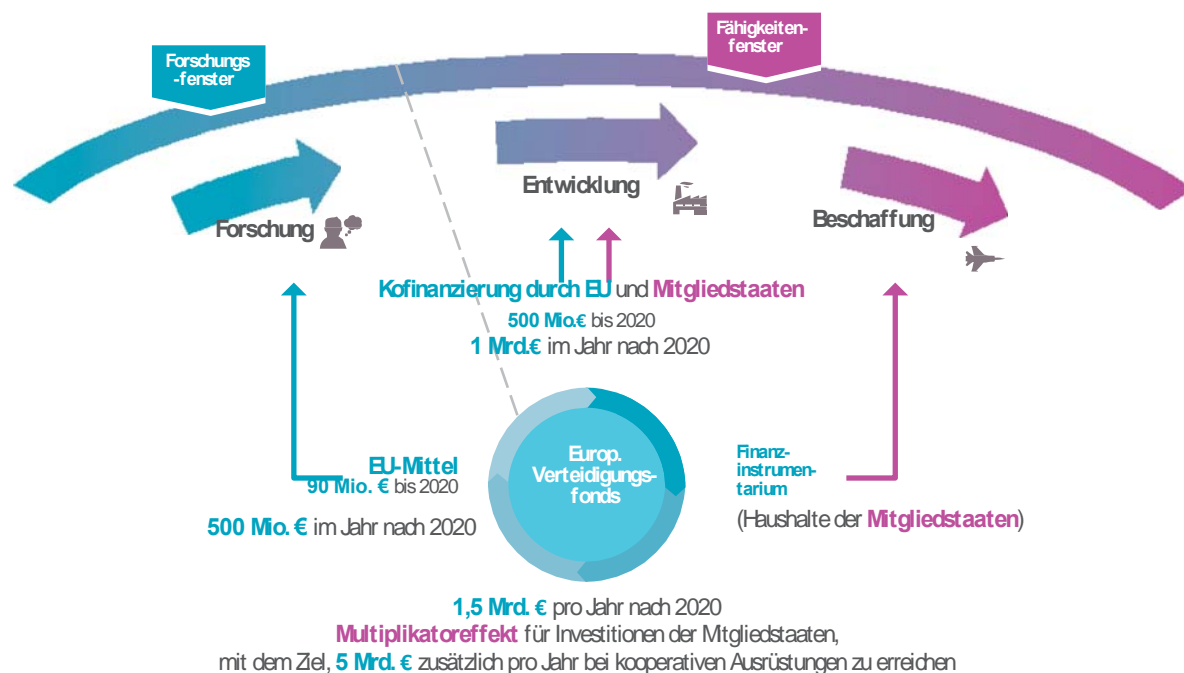 Forschungs
-fenster
Fähigkeiten-
fenster
Forschung
Entwicklung
Beschaffung
Kofinanzierung durch EU und Mitgliedstaaten
500 Mio.€ bis 2020
1 Mrd.€ im Jahr nach 2020
EU-Mittel
90 Mio. € bis 2020
500 Mio. € im Jahr nach 2020
Europ.
Verteidigungs-
fonds
Finanz-
instrumen-
tarium
(Haushalte der Mitgliedstaaten)
1,5 Mrd. € pro Jahr nach 2020
Multiplikatoreffekt für Investitionen der Mitgliedstaaten,
mit dem Ziel, 5 Mrd. € zusätzlich pro Jahr bei kooperativen Ausrüstungen zu erreichen